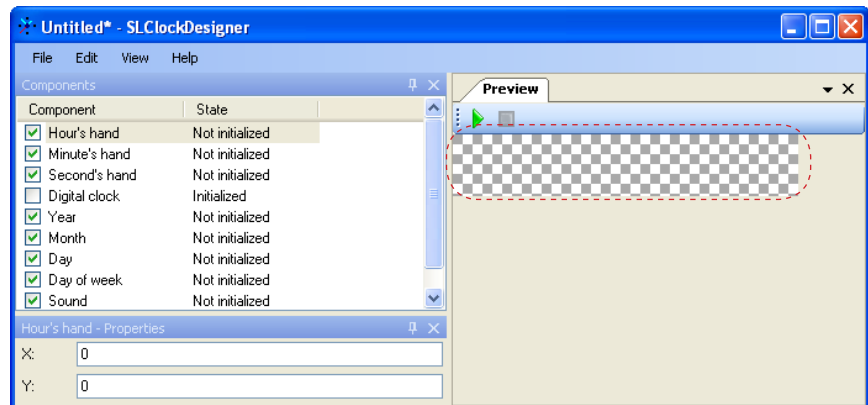 Untitled* - SLClockDesigner
File Edit View Help
Components
Component State
Hour's hand Not initialized
Minute's hand Not initialized
Second's hand Not initialized
Digital clock Initialized
Year Not initialized
Month Not initialized
Day Not initialized
Day of week Not initialized
Sound Not initialized
Hour's hand - Properties
X: 0
Y: 0
Preview